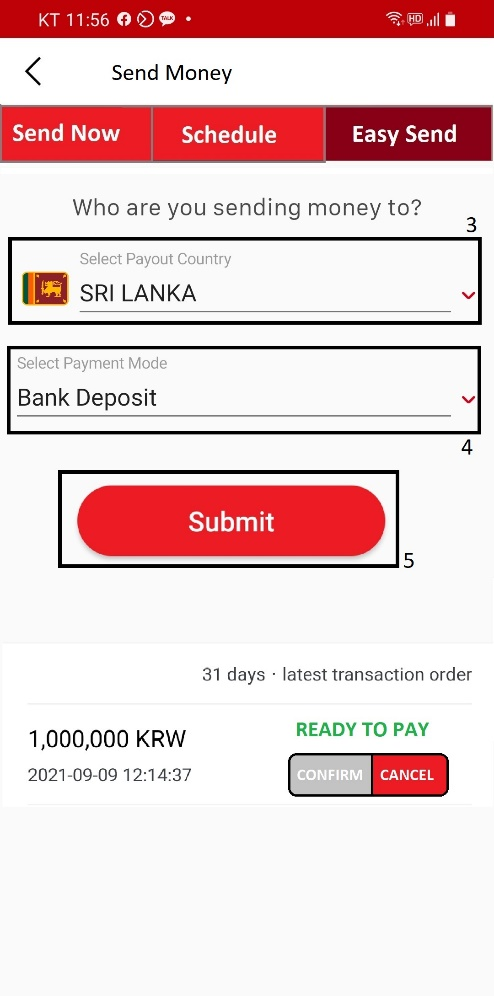 KT 11:56 TALK HD
Send Money
Send Now Schedule Easy Send
Who are you sending money to?
3
Select Payout Country
SRI LANKA
Select Payment Mode
Bank Deposit
4
Submit
5
31 days · latest transaction order
1,000,000 KRW READY TO PAY
2021-09-09 12:14:37 CONFIRM CANCEL